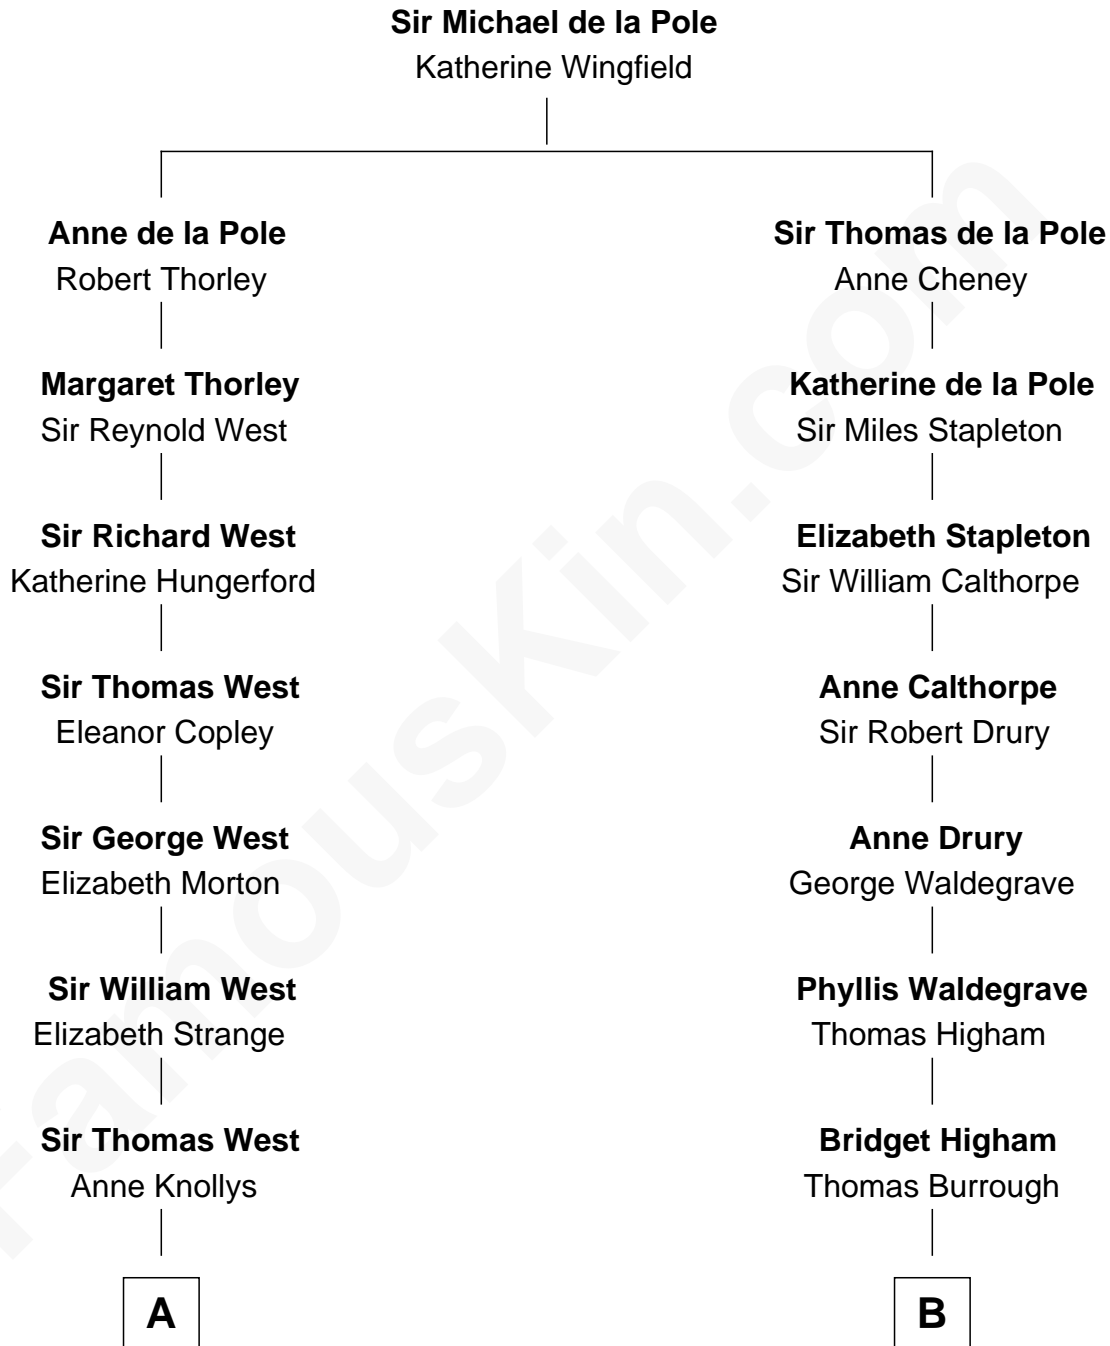 Sir Michael de la Pole
Katherine Wingfield
Anne de la Pole
Robert Thorley
Sir Thomas de la Pole
Anne Cheney
Margaret Thorley
Sir Reynold West
Katherine de la Pole
Sir Miles Stapleton
Sir Richard West
Katherine Hungerford
Elizabeth Stapleton
Sir William Calthorpe
Sir Thomas West
Eleanor Copley
Anne Calthorpe
Sir Robert Drury
Sir George West
Elizabeth Morton
Anne Drury
George Waldegrave
Sir William West
Elizabeth Strange
Phyllis Waldegrave
Thomas Higham
Sir Thomas West
Anne Knollys
Bridget Higham
Thomas Burrough
A
B
FamousKin.com